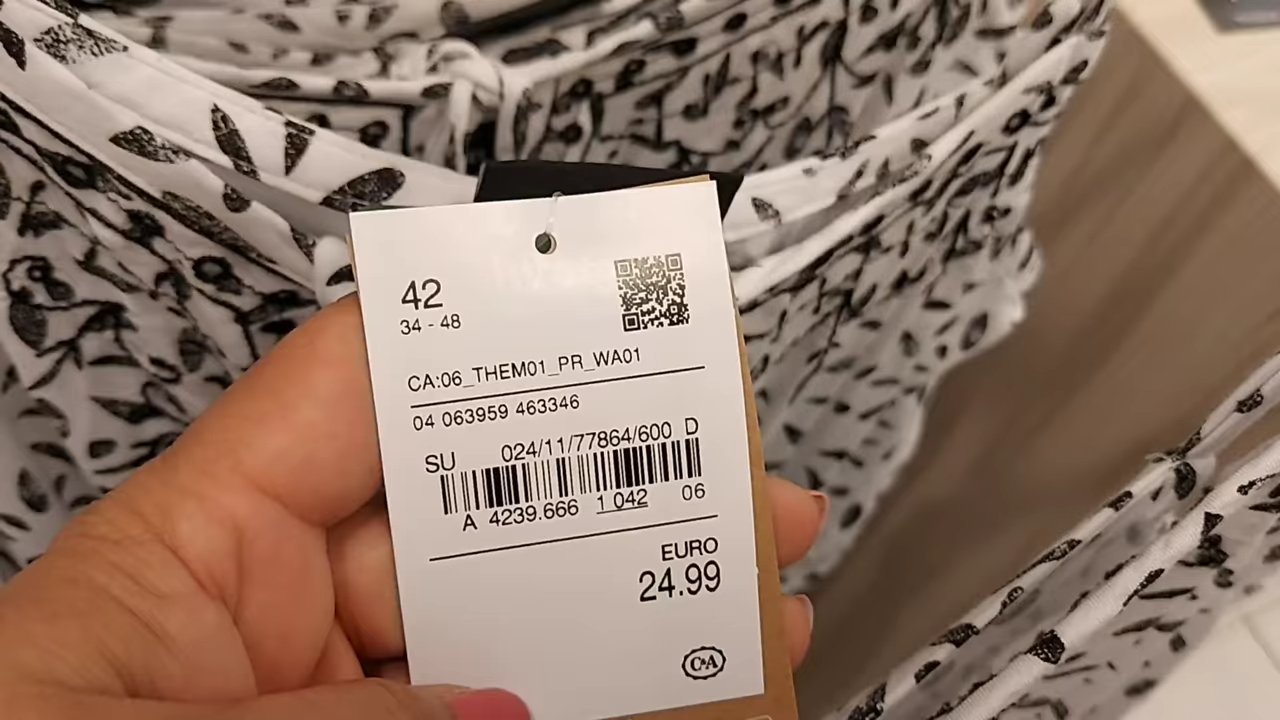 42
34 - 48
CA:06_THEM01_PR_WA01
04 063959 463346
SU 024/11/77864/600 D
A 4239.666 1 042 06
EURO
24.99
C&A